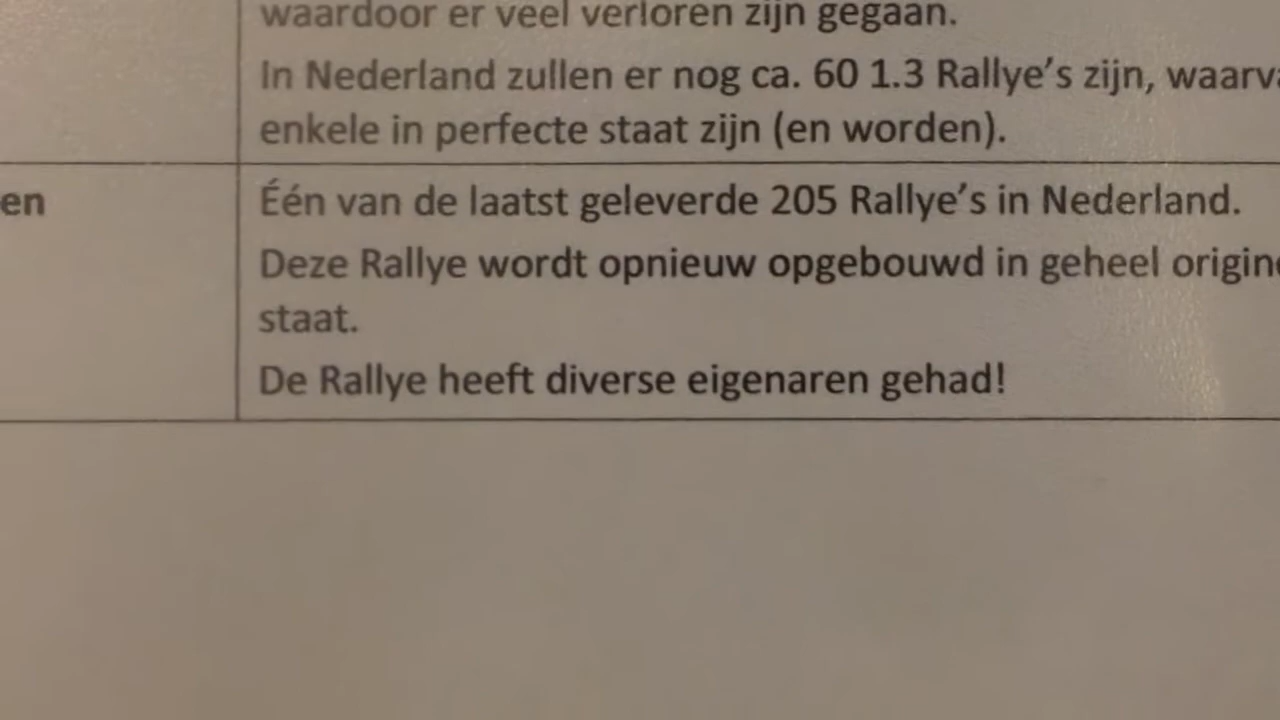 waardoor er veel verloren zijn gegaan.
In Nederland zullen er nog ca. 60 1.3 Rallye's zijn,
enkele in perfecte staat zijn (en worden).
en
Één van de laatst geleverde 205 Rallye's in Nederland.
Deze Rallye wordt opnieuw opgebouwd in geheel
staat.
De Rallye heeft diverse eigenaren gehad!